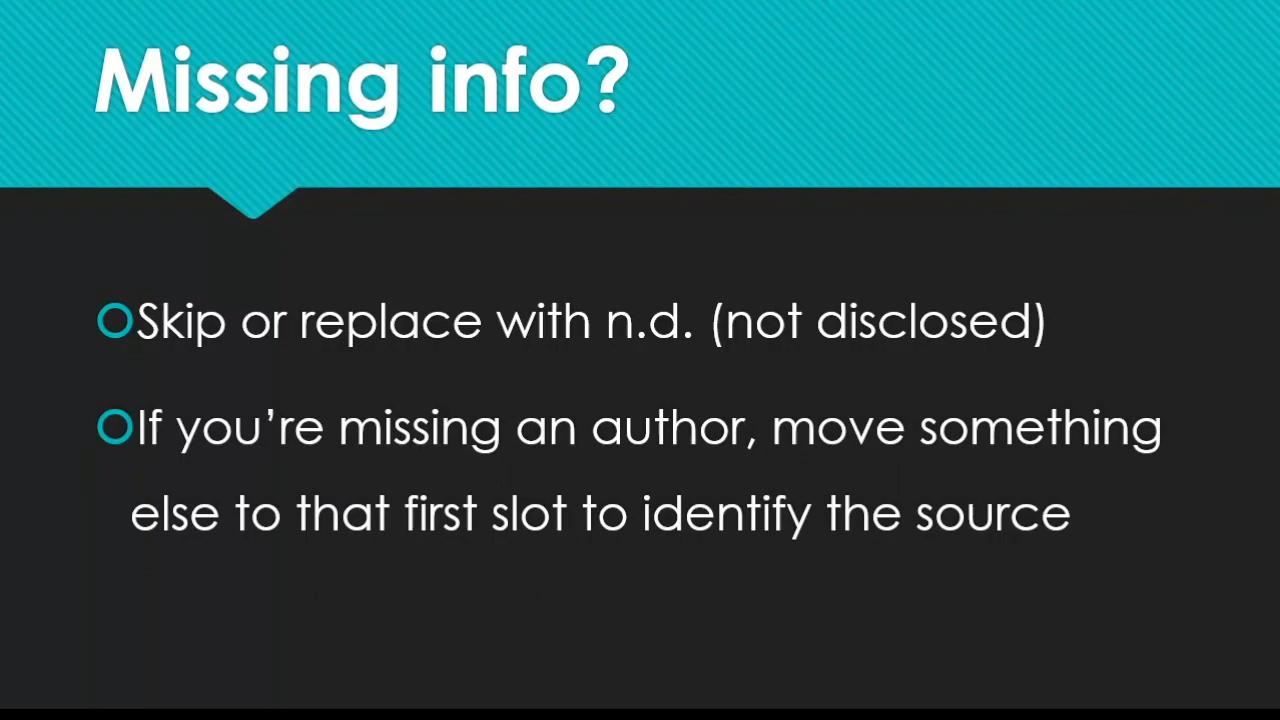 Missing info?
Skip or replace with n.d. (not disclosed)
If you’re missing an author, move something
else to that first slot to identify the source